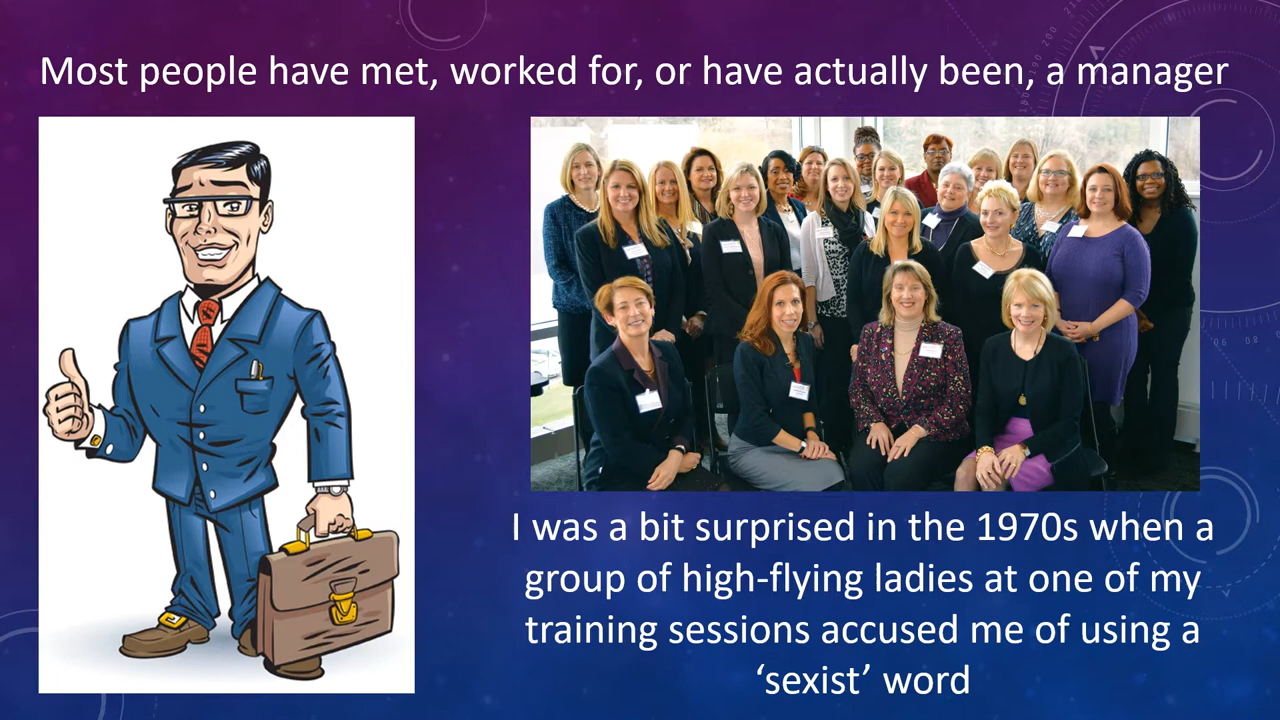 Most people have met, worked for, or have actually been, a manager
I was a bit surprised in the 1970s when a
group of high-flying ladies at one of my
training sessions accused me of using a
‘sexist’ word